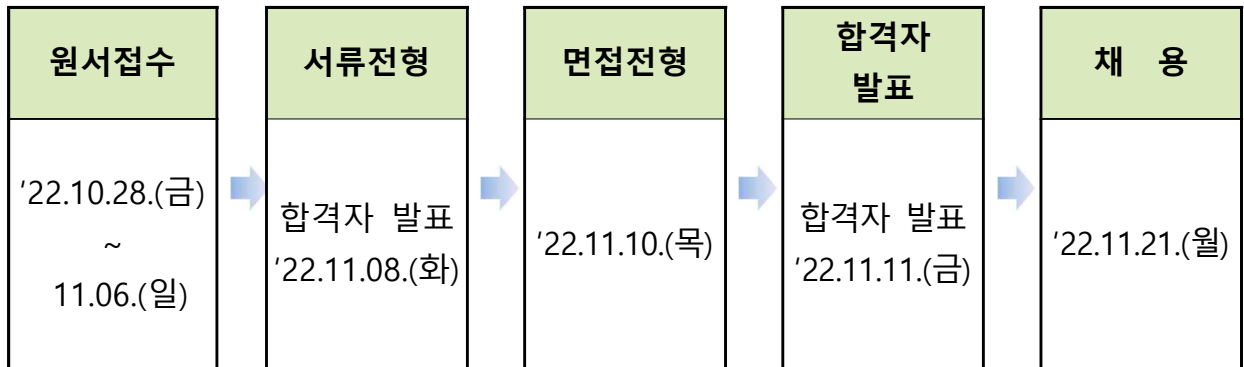 원서접수
'22.10.28.(금)
~
11.06.(일)
서류전형
합격자 발표
'22.11.08.(화)
면접전형
'22.11.10.(목)
합격자
발표
합격자 발표
'22.11.11.(금)
채 용
'22.11.21.(월)